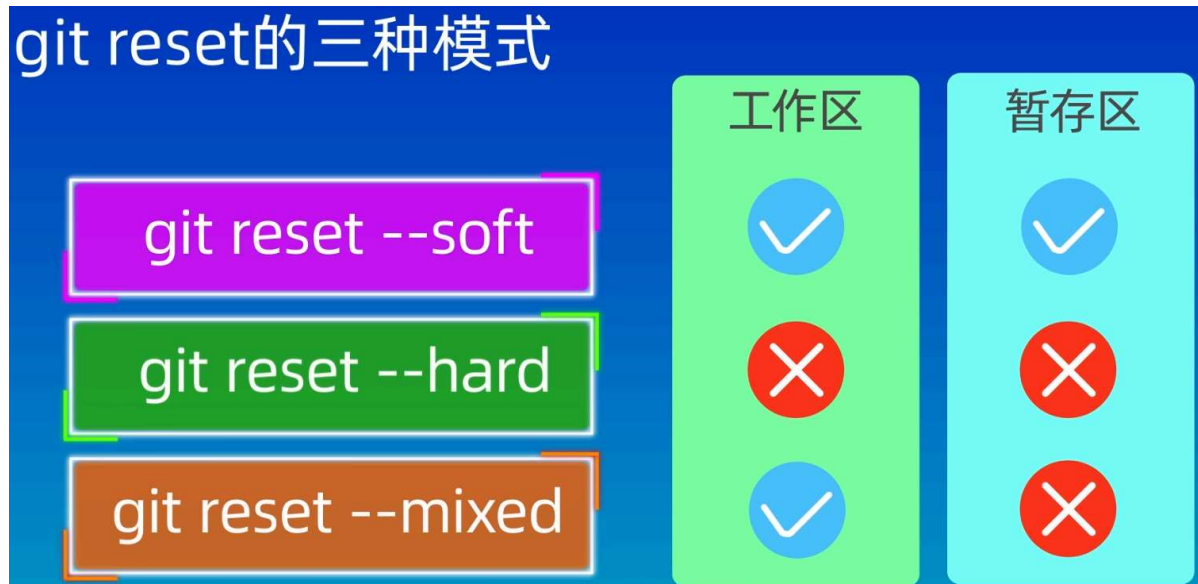 git reset的三种模式
工作区
暂存区
git reset --soft
git reset --hard
git reset --mixed